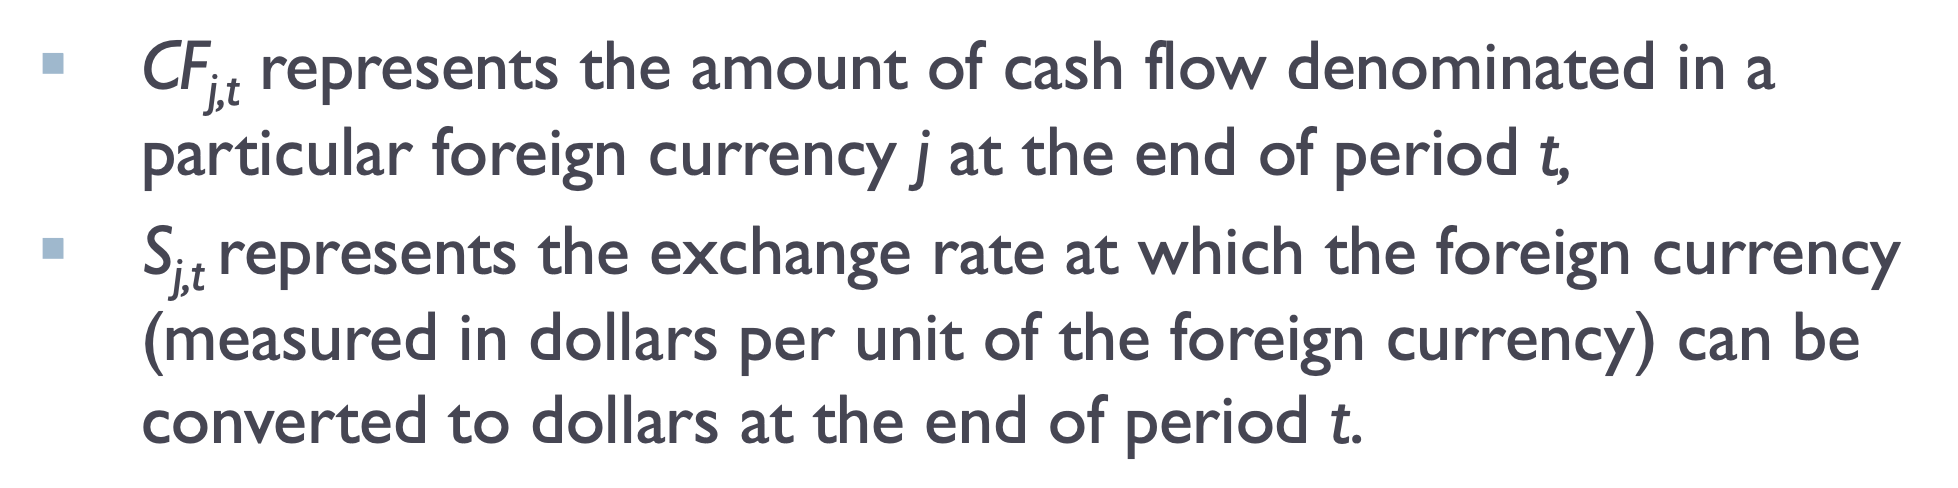 ▪ CFj,t represents the amount of cash flow denominated in a
particular foreign currency j at the end of period t,
▪ Sj,t represents the exchange rate at which the foreign currency
(measured in dollars per unit of the foreign currency) can be
converted to dollars at the end of period t.